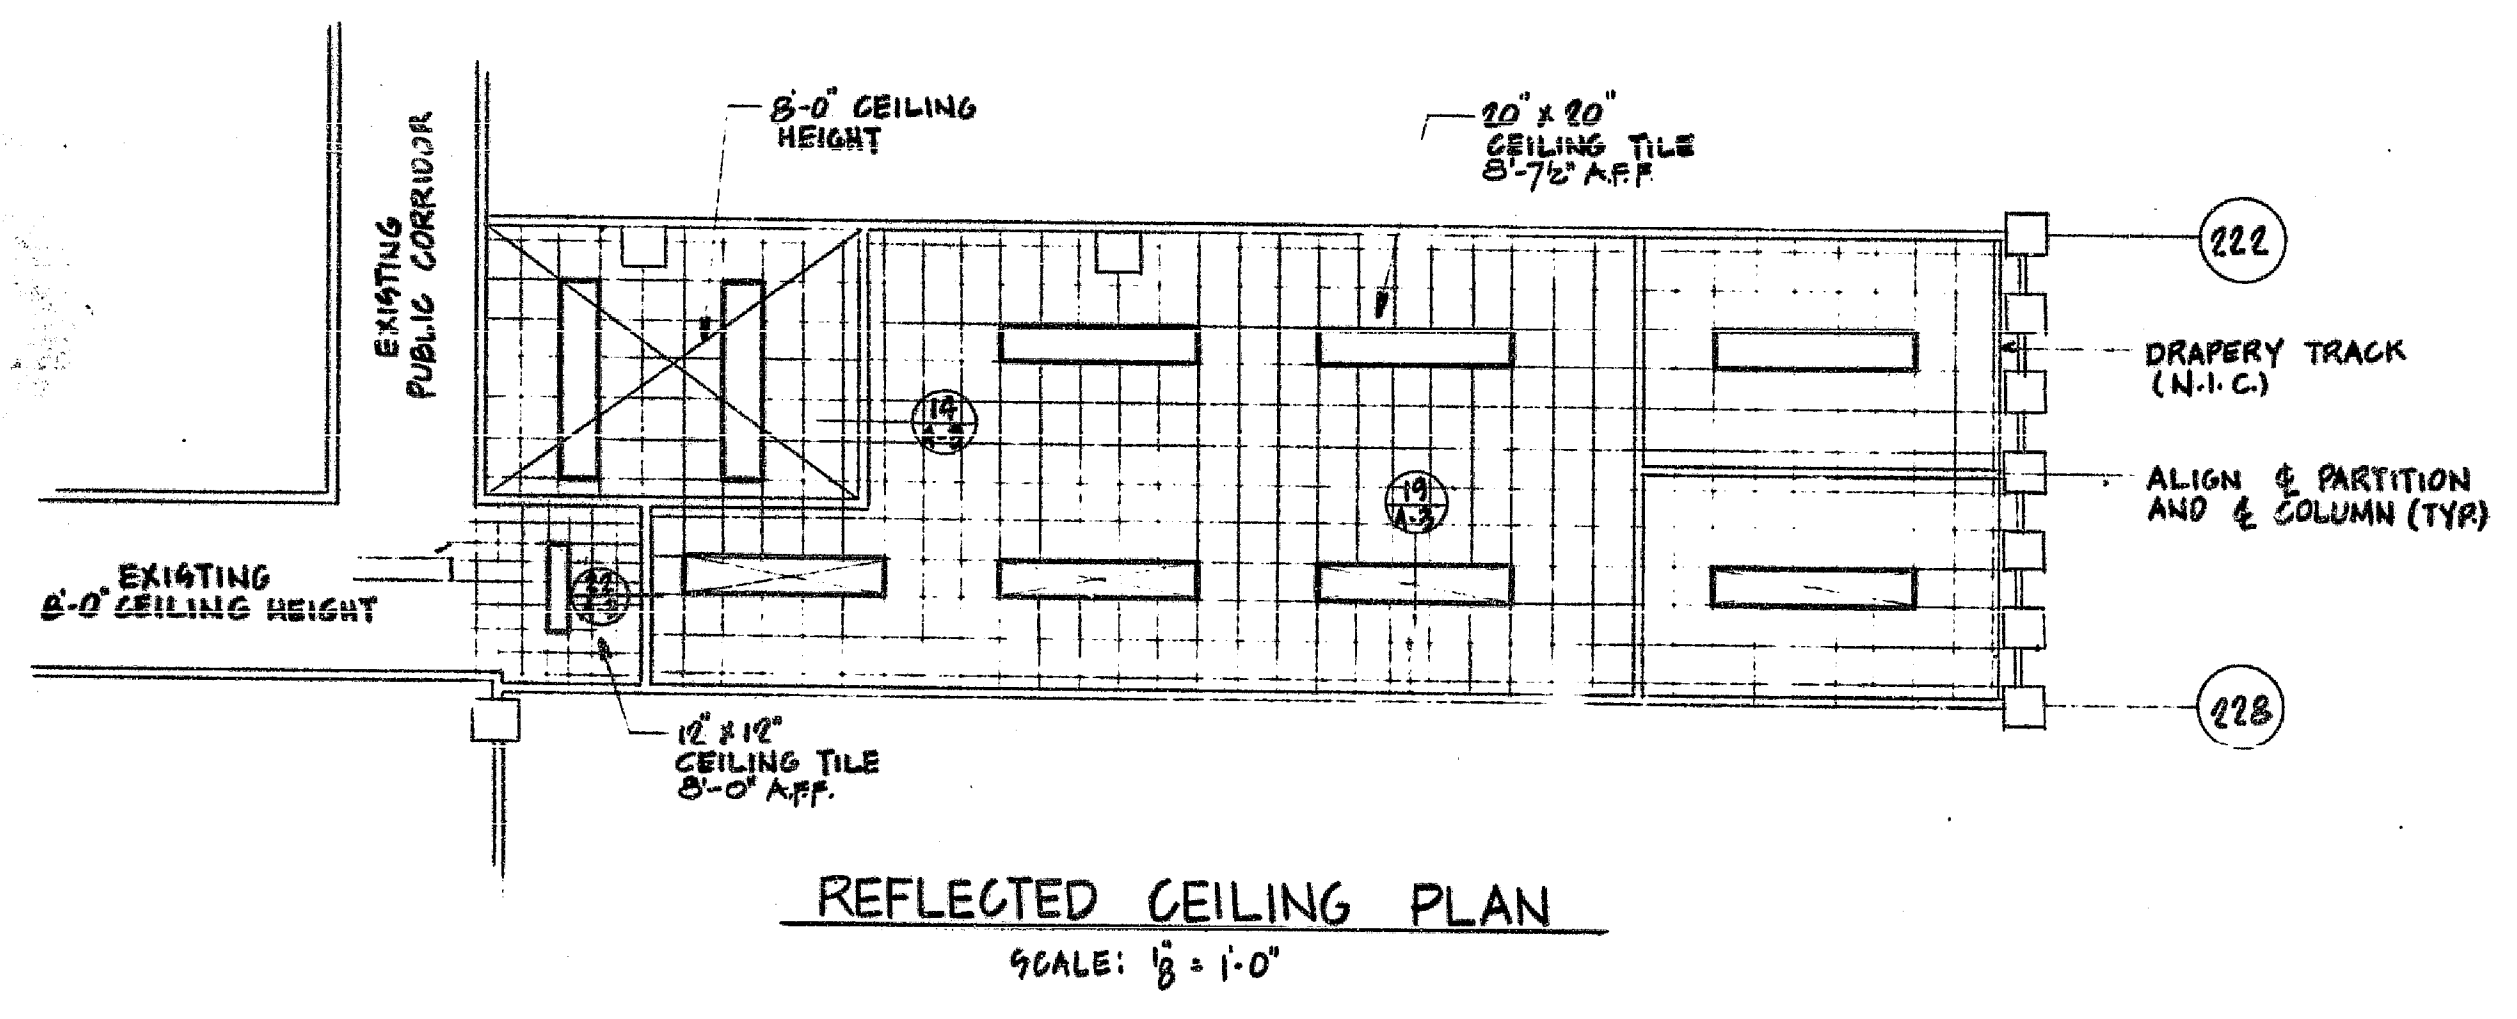 8'-0" CEILING
HEIGHT
20" x 20"
CEILING TILE
8'-7½" A.F.F.
EXISTING
PUBLIC CORRIDOR
222
DRAPERY TRACK
(N.I.C.)
14
19
A.3
ALIGN ℄ PARTITION
AND ℄ COLUMN (TYP.)
EXISTING
8'-0" CEILING HEIGHT
228
12" x 12"
CEILING TILE
8'-0" A.F.F.
REFLECTED CEILING PLAN
SCALE: 1/8" = 1'-0"